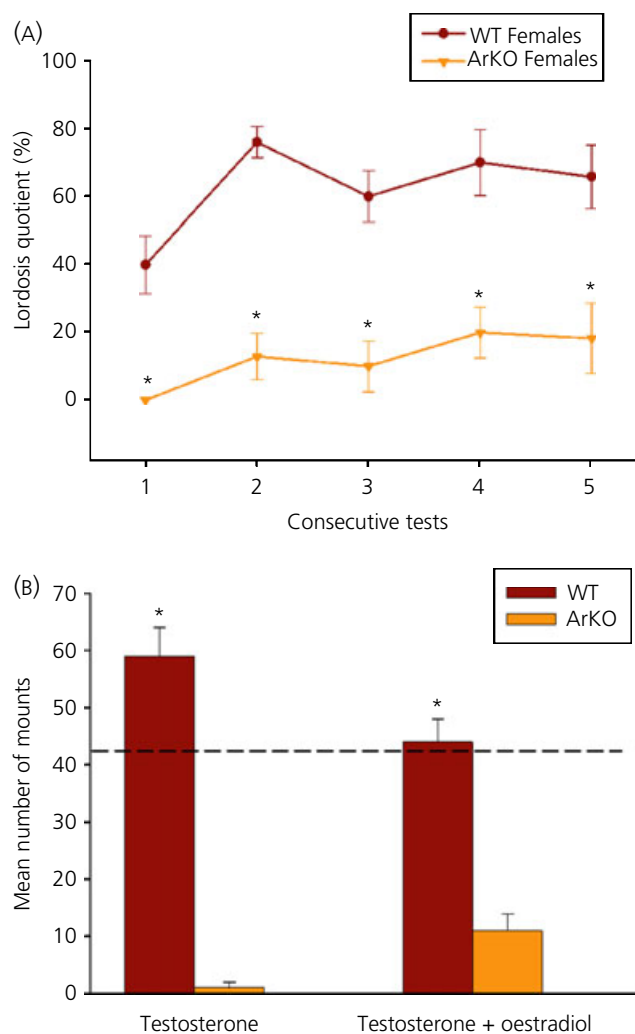 (A)
WT Females
ArKO Females
100
80
60
40
20
0
Lordosis quotient (%)
*
*
*
*
*
1 2 3 4 5
Consecutive tests
(B)
WT
ArKO
70
60
50
40
30
20
10
0
Mean number of mounts
*
*
Testosterone Testosterone + oestradiol